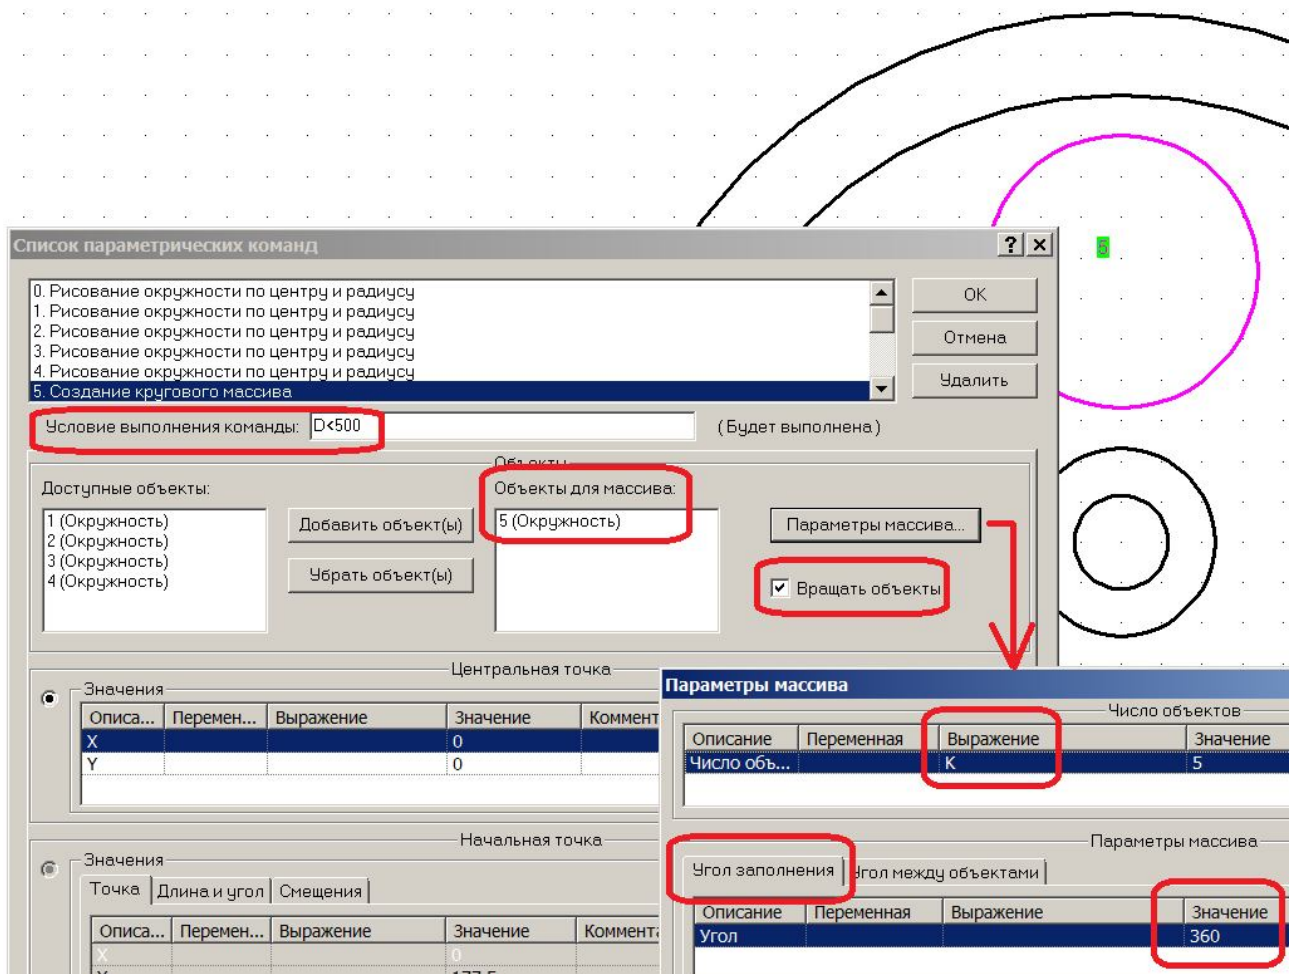 5
Список параметрических команд
0. Рисование окружности по центру и радиусу
1. Рисование окружности по центру и радиусу
2. Рисование окружности по центру и радиусу
3. Рисование окружности по центру и радиусу
4. Рисование окружности по центру и радиусу
5. Создание кругового массива
OK
Отмена
Удалить
Условие выполнения команды: D<500 (Будет выполнена)
Объекты
Доступные объекты:
1 (Окружность)
2 (Окружность)
3 (Окружность)
4 (Окружность)
Добавить объект(ы)
Убрать объект(ы)
Объекты для массива:
5 (Окружность)
Параметры массива...
Вращать объекты
Центральная точка
Значения
Описа... Перемен... Выражение Значение Коммент
X 0
Y 0
Начальная точка
Значения
Точка Длина и угол Смещения
Описа... Перемен... Выражение Значение Коммента
X 0
Y 177.5
Параметры массива
Число объектов
Описание Переменная Выражение Значение
Число объ... K 5
Параметры массива
Угол заполнения Угол между объектами
Описание Переменная Выражение Значение
Угол 360